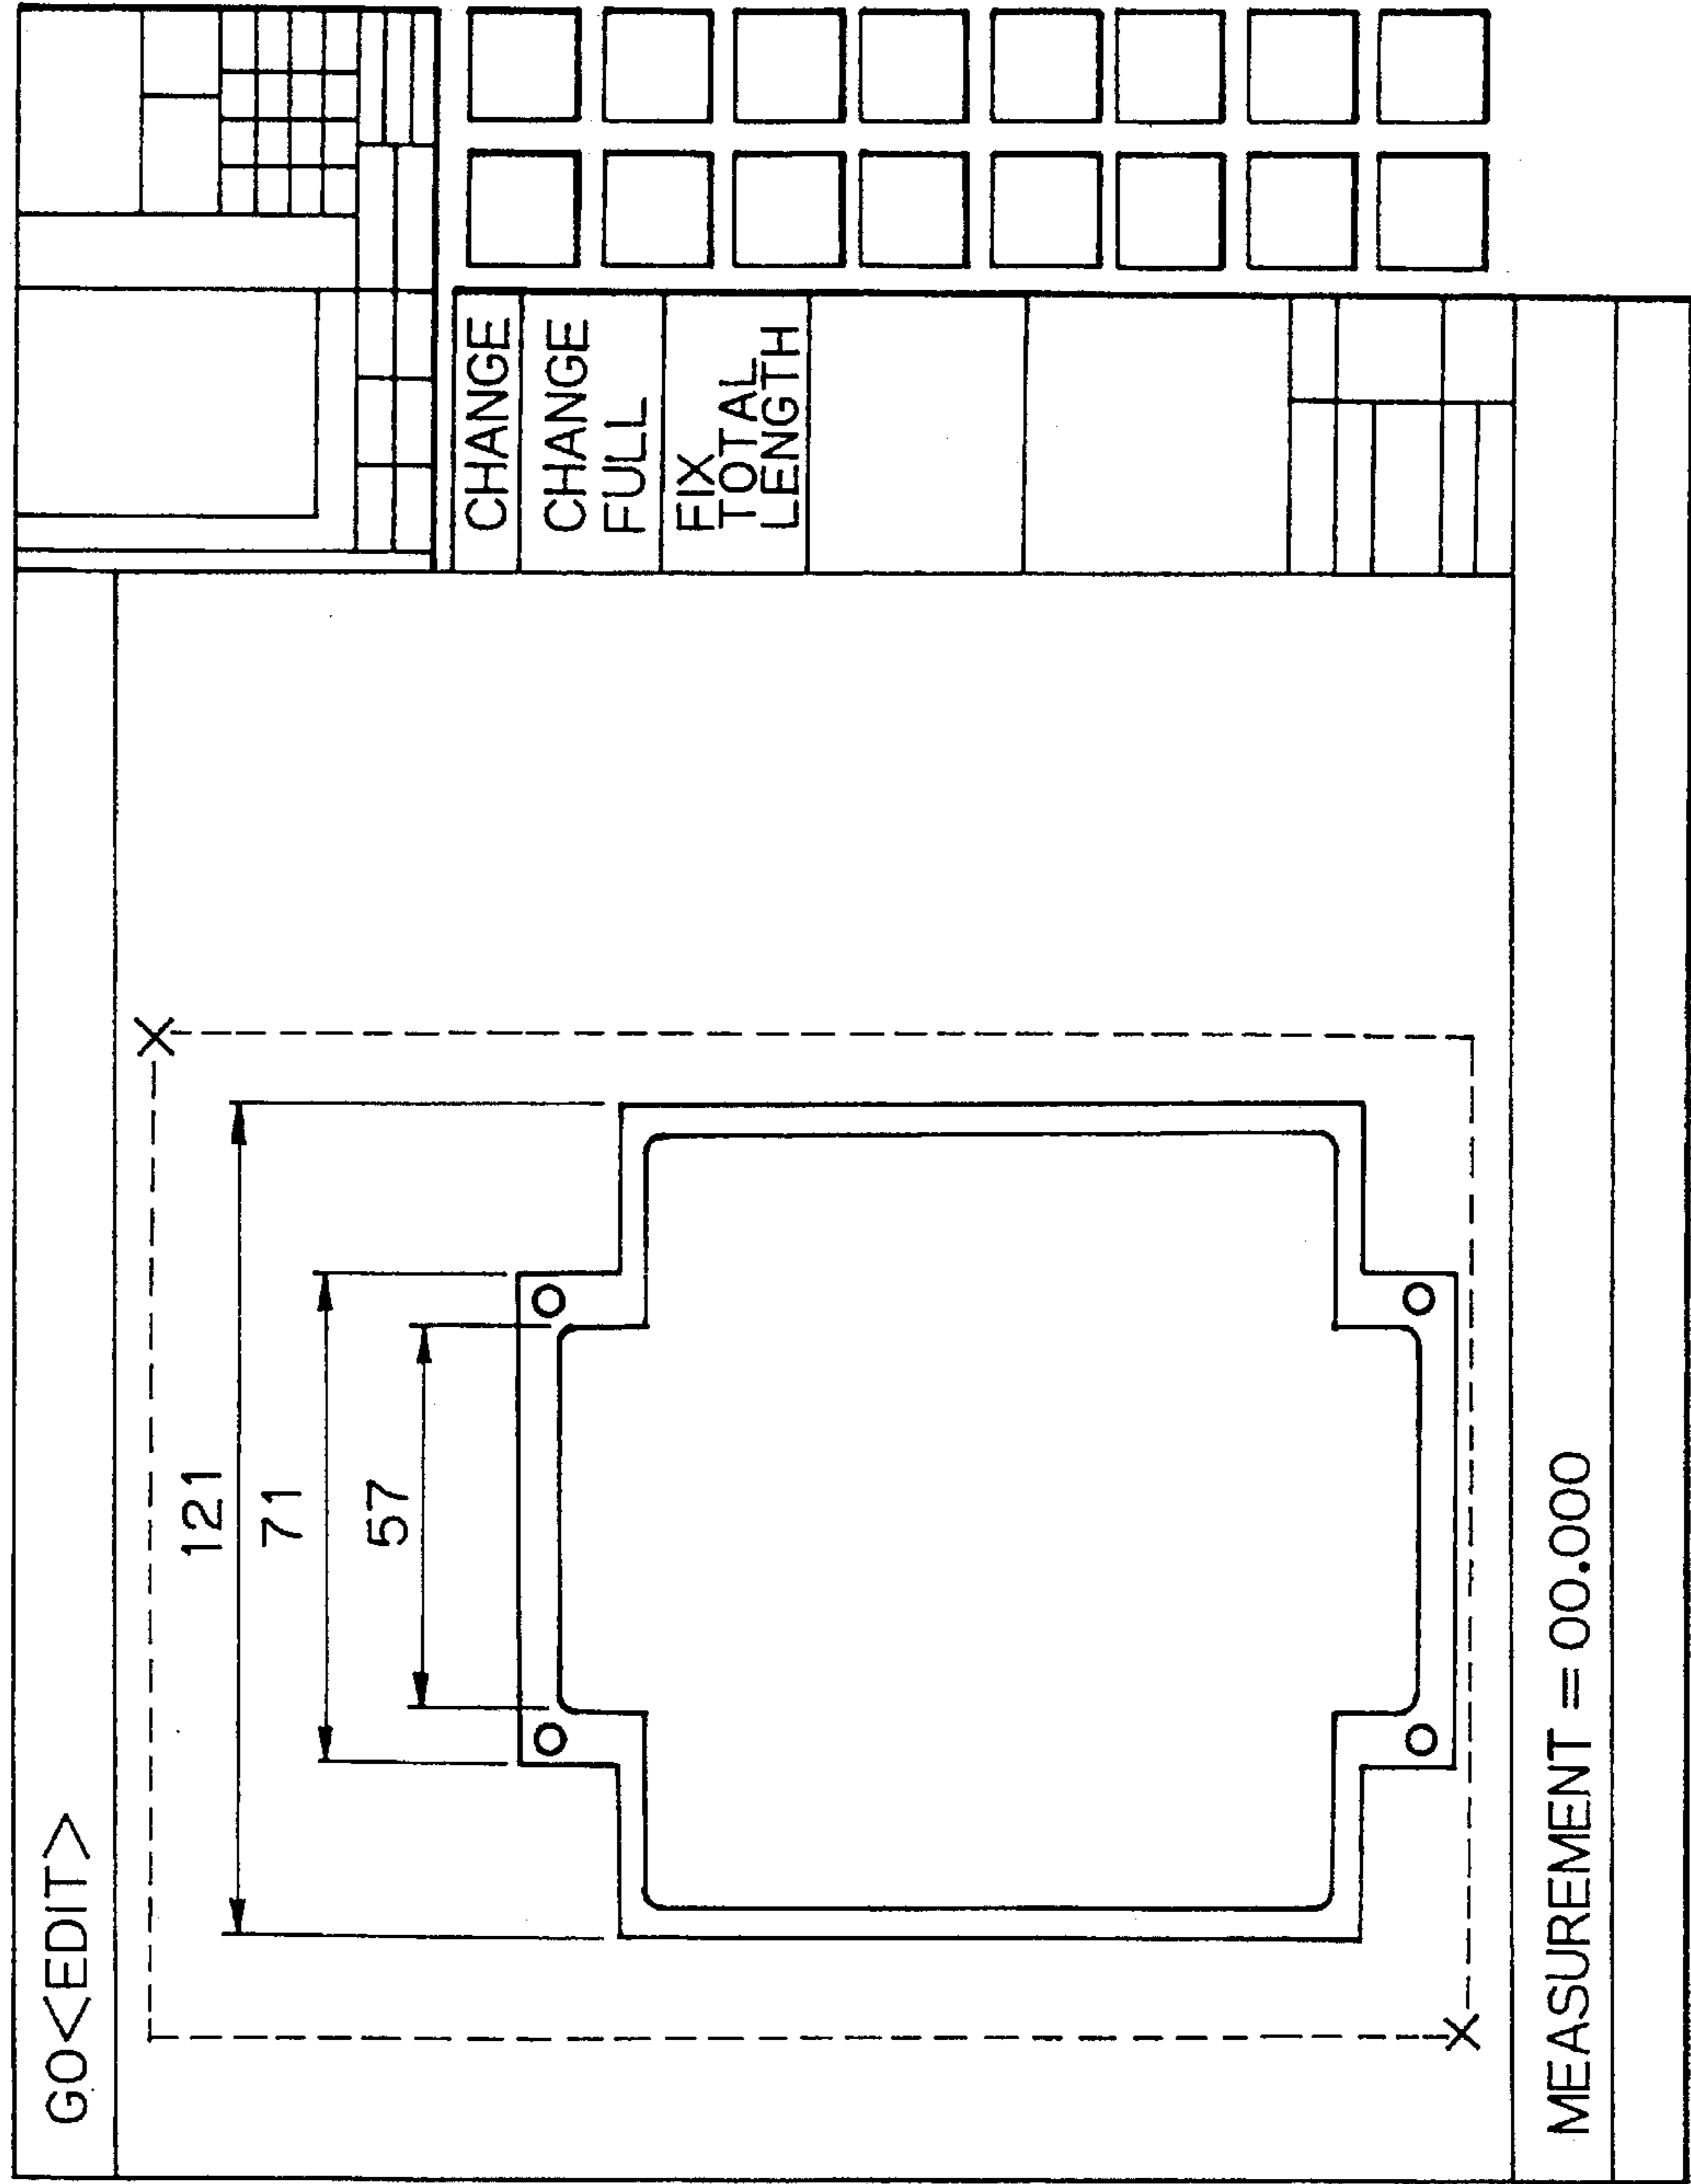 GO<EDIT>
CHANGE
CHANGE
FULL
FIX
TOTAL
LENGTH
121
71
57
MEASUREMENT = 00.000